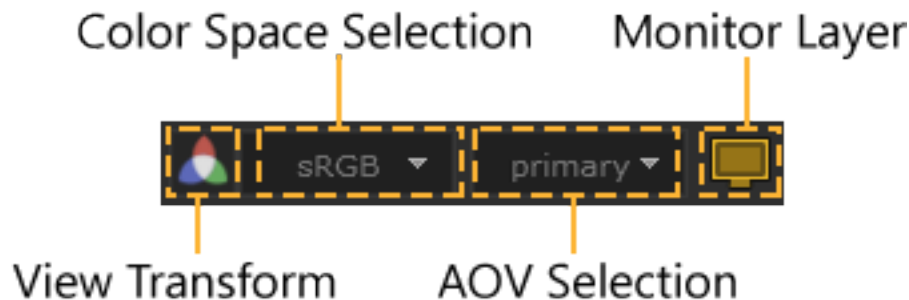 Color Space Selection
Monitor Layer
sRGB
primary
View Transform
AOV Selection